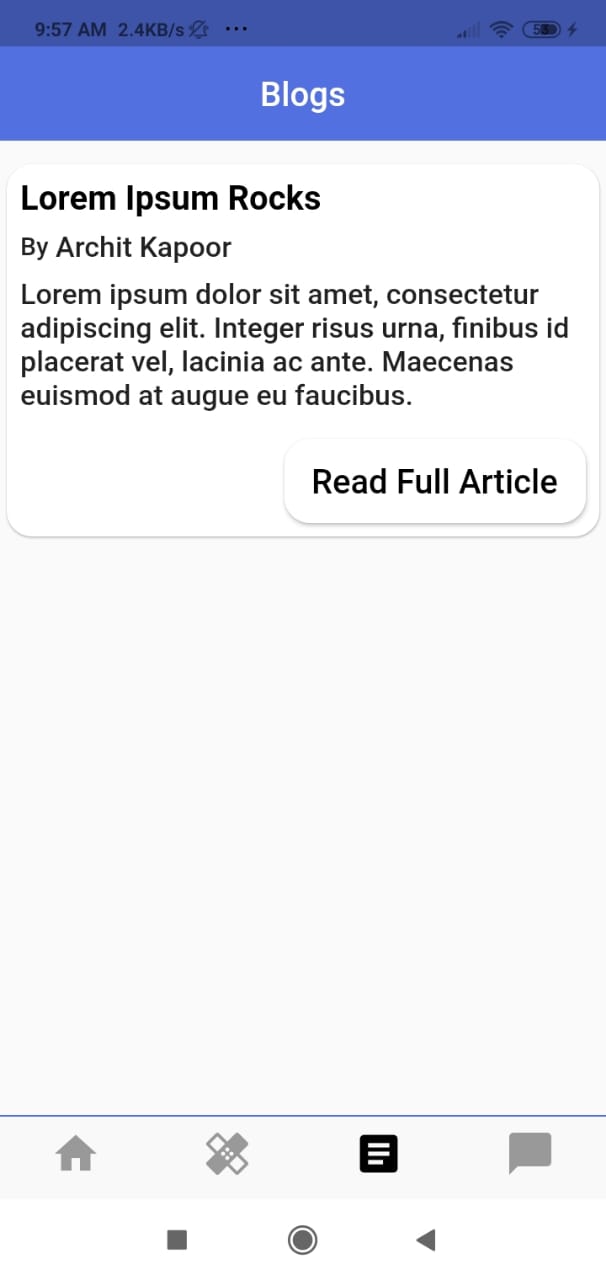 9:57 AM 2.4KB/s ...
Blogs
Lorem Ipsum Rocks
By Archit Kapoor
Lorem ipsum dolor sit amet, consectetur
adipiscing elit. Integer risus urna, finibus id
placerat vel, lacinia ac ante. Maecenas
euismod at augue eu faucibus.
Read Full Article